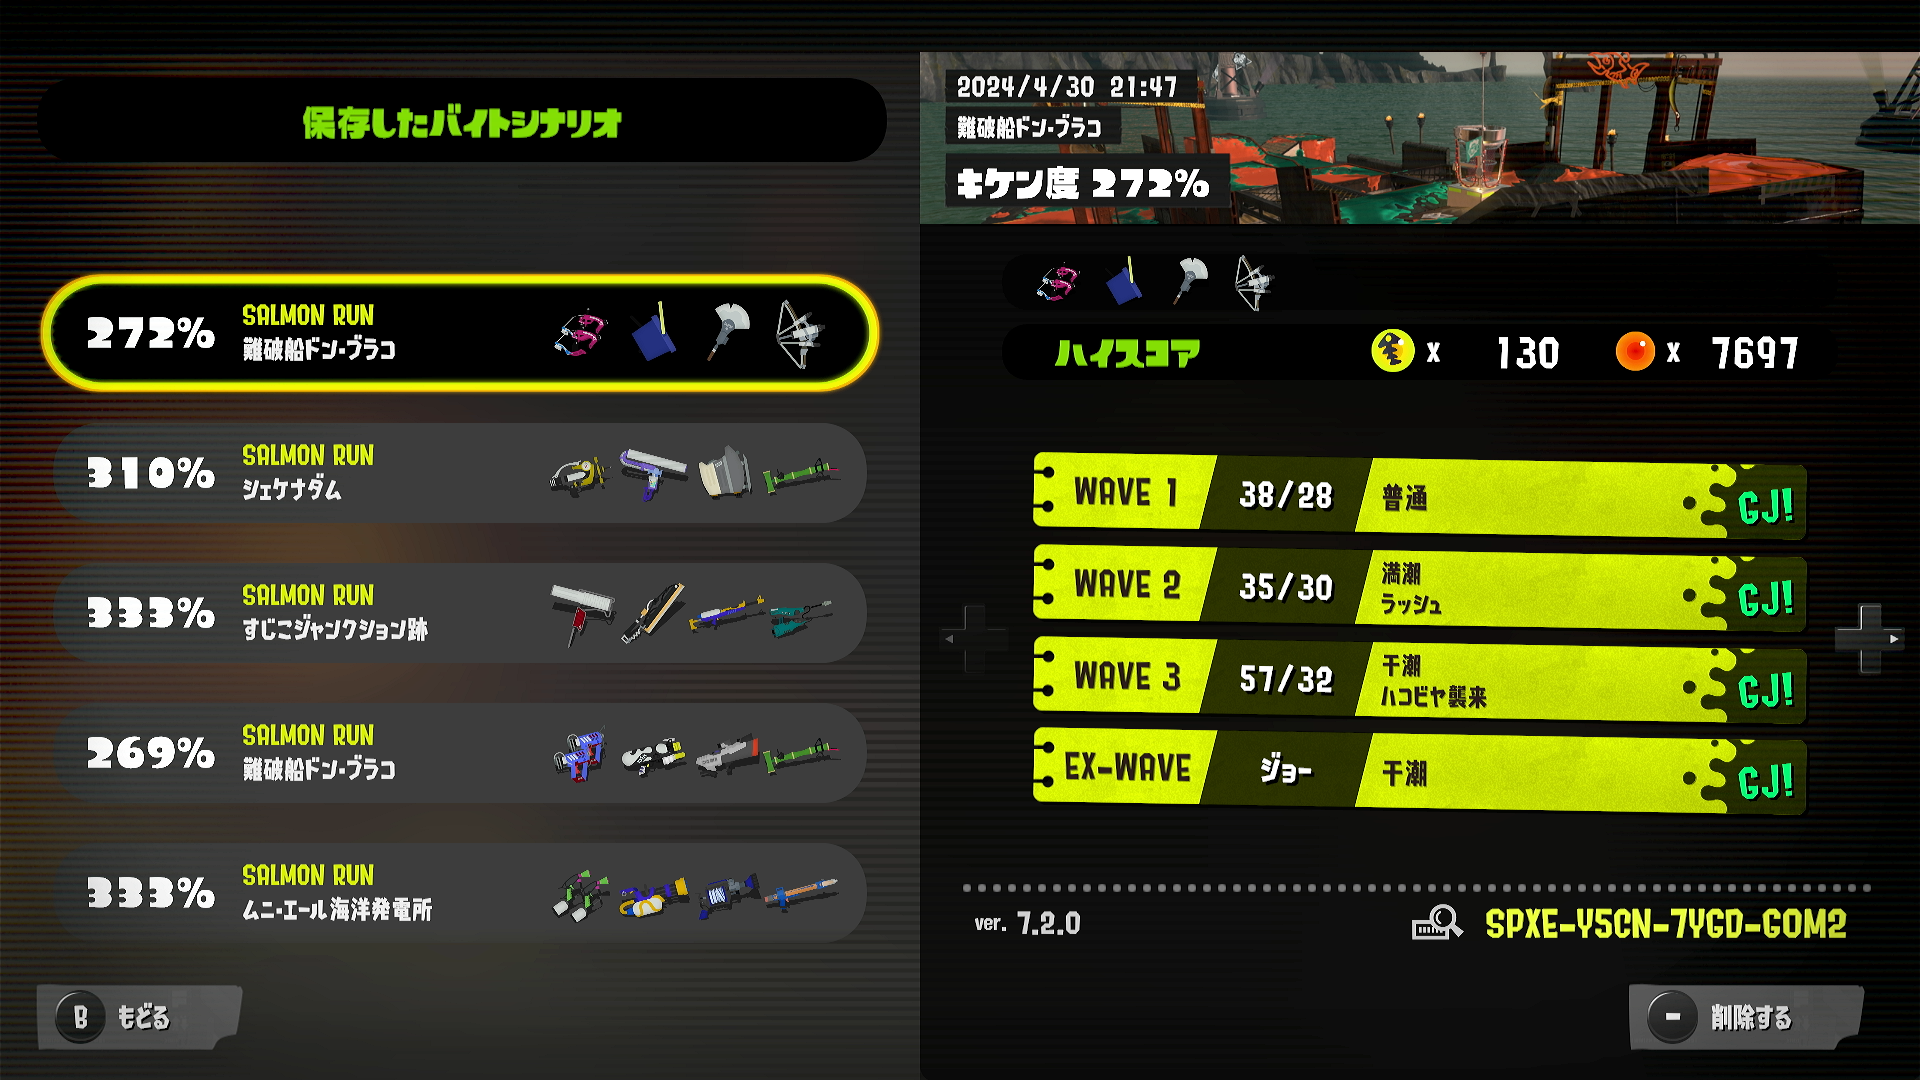 保存したバイトシナリオ
272%
SALMON RUN
難破船ドン・ブラコ
310%
SALMON RUN
シェケナダム
333%
SALMON RUN
すじこジャンクション跡
269%
SALMON RUN
難破船ドン・ブラコ
333%
SALMON RUN
ムニ・エール海洋発電所
B もどる
2024/4/30 21:47
難破船ドン・ブラコ
キケン度 272%
ハイスコア x 130 x 7697
WAVE 1 38/28 普通 GJ!
WAVE 2 35/30 満潮 ラッシュ GJ!
WAVE 3 57/32 干潮 ハコビヤ襲来 GJ!
EX-WAVE ジョー 干潮 GJ!
ver. 7.2.0
SPXE-Y5CN-7YGD-GOM2
- 削除する